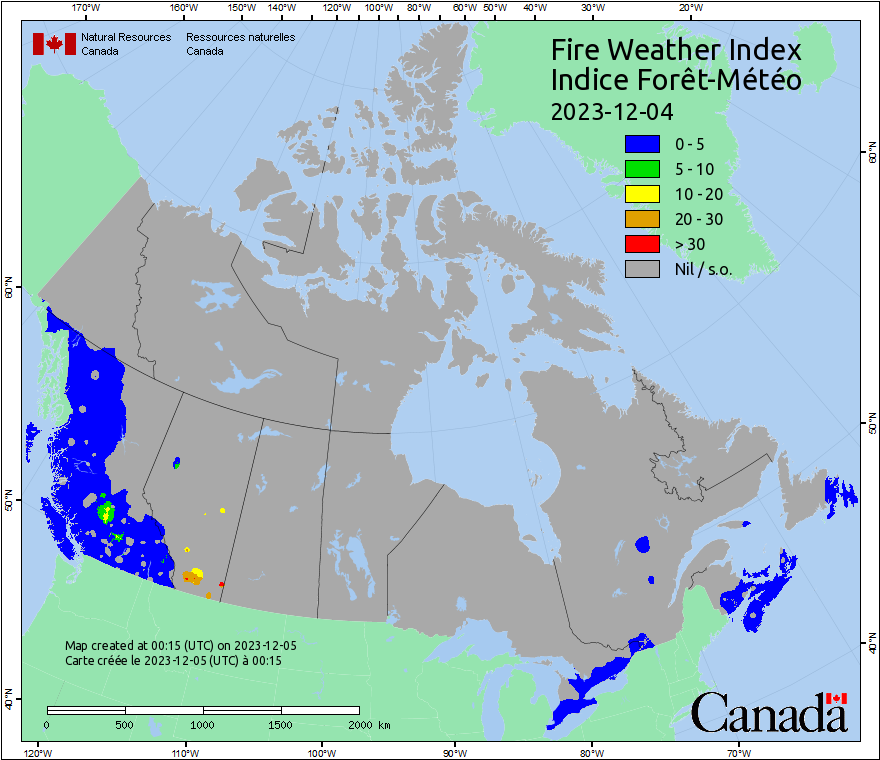 170°W 160°W 150°W 140°W 130°W 120°W 110°W 100°W 90°W 80°W 60°W 50°W 40°W 30°W 20°W
Natural Resources Canada
Ressources naturelles Canada
Fire Weather Index
Indice Forêt-Météo
2023-12-04
0 - 5
5 - 10
10 - 20
20 - 30
> 30
Nil / s.o.
60°N
50°N
40°N
60°N
50°N
40°N
Map created at 00:15 (UTC) on 2023-12-05
Carte créée le 2023-12-05 (UTC) à 00:15
0 500 1000 1500 2000 km
Canada
120°W 110°W 100°W 90°W 80°W 70°W